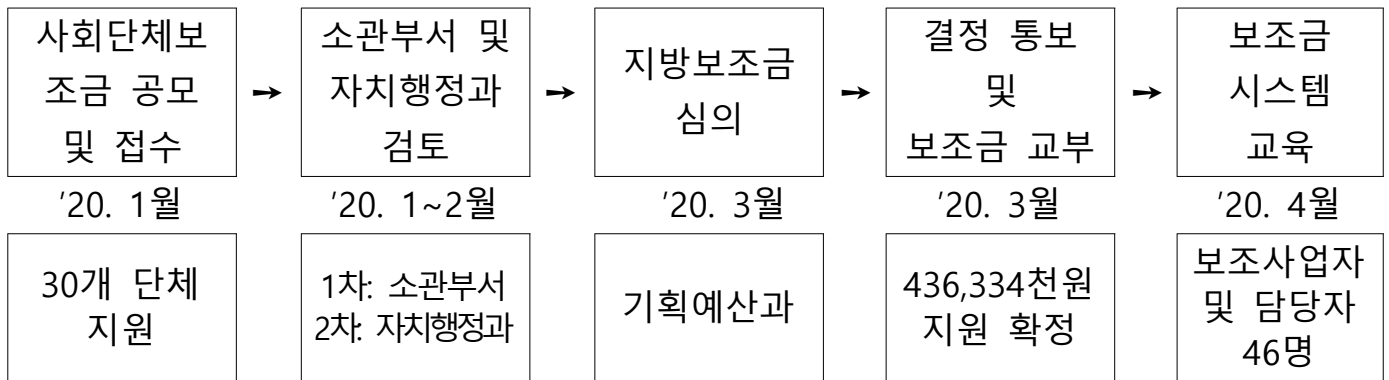 사회단체보
조금 공모
및 접수
→
소관부서 및
자치행정과
검토
→
지방보조금
심의
→
결정 통보
및
보조금 교부
→
보조금
시스템
교육
'20. 1월
'20. 1~2월
'20. 3월
'20. 3월
'20. 4월
30개 단체
지원
1차: 소관부서
2차: 자치행정과
기획예산과
436,334천원
지원 확정
보조사업자
및 담당자
46명